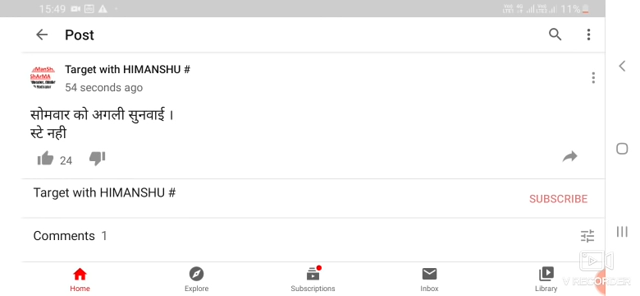 15:49
11%
Post
Target with HIMANSHU #
54 seconds ago
सोमवार को अगली सुनवाई ।
स्टे नही
24
Target with HIMANSHU #
SUBSCRIBE
Comments 1
V RECORDER
Home Explore Subscriptions Inbox Library